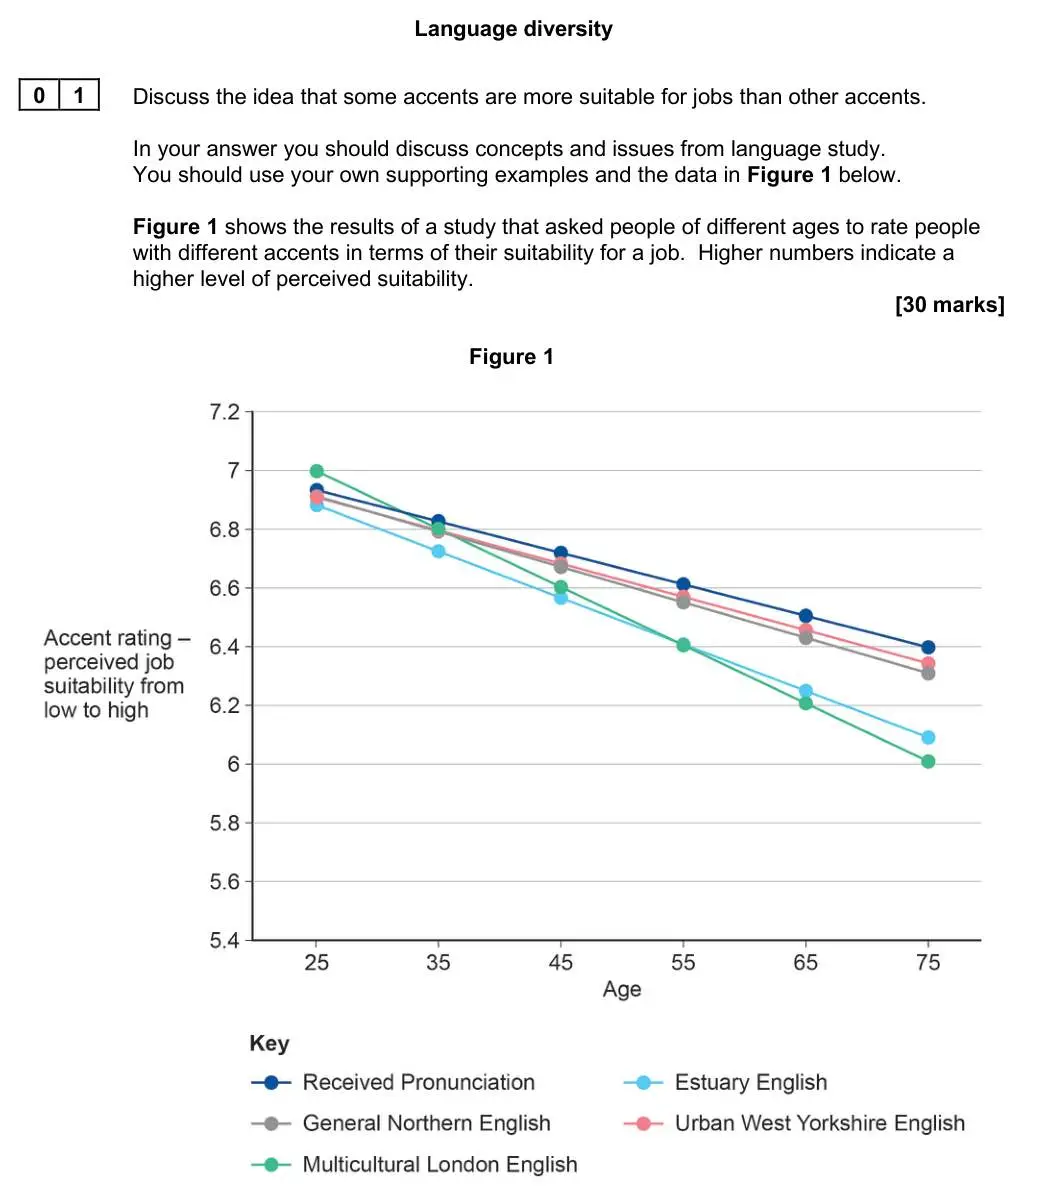 Language diversity
0 1 Discuss the idea that some accents are more suitable for jobs than other accents.
In your answer you should discuss concepts and issues from language study.
You should use your own supporting examples and the data in Figure 1 below.
Figure 1 shows the results of a study that asked people of different ages to rate people
with different accents in terms of their suitability for a job. Higher numbers indicate a
higher level of perceived suitability.
[30 marks]
Figure 1
7.2
7
6.8
6.6
6.4
6.2
6
5.8
5.6
5.4
Accent rating –
perceived job
suitability from
low to high
25 35 45 55 65 75
Age
Key
Received Pronunciation Estuary English
General Northern English Urban West Yorkshire English
Multicultural London English